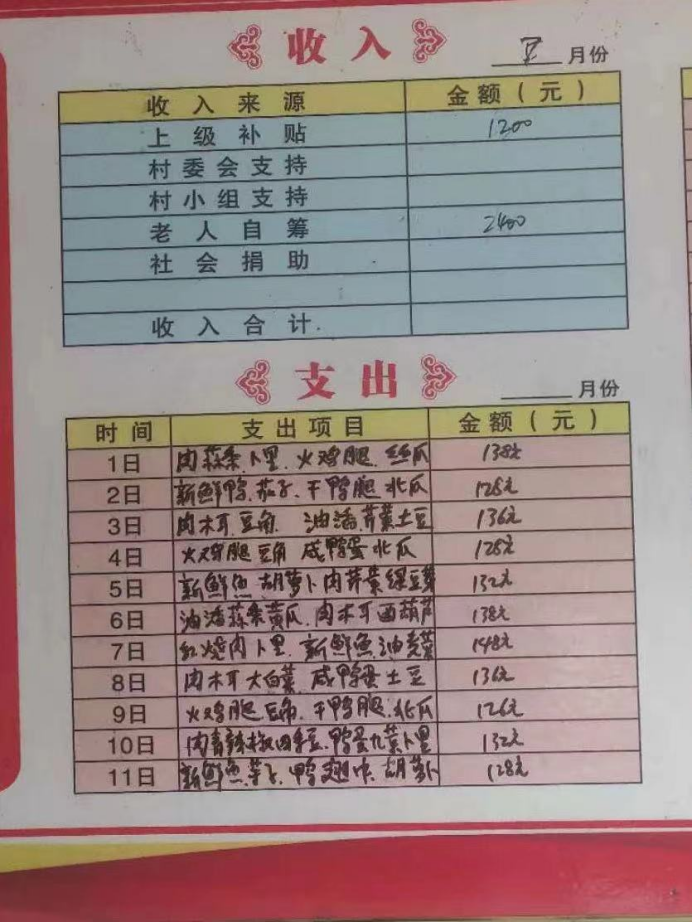 收入 月份
收入来源 金额(元)
上级补贴 1200
村委会支持
村小组支持
老人自筹 2400
社会捐助
收入合计
支出 月份
时间 支出项目 金额(元)
1日 肉蒜条卜里.火鸡腿.丝瓜 138元
2日 新鲜鸭.茄子.干鸭腿.北瓜 128元
3日 肉木耳.豆角 油潘.芹菜土豆 136元
4日 火鸡腿豆角 咸鸭蛋北瓜 128元
5日 新鲜鱼.胡萝卜肉芹菜绿豆芽 132元
6日 油潘蒜条黄瓜.肉木耳西葫芦 138元
7日 红烧肉卜里.新鲜鱼油麦菜 148元
8日 肉木耳大白菜.咸鸭蛋土豆 136元
9日 火鸡腿豆角.干鸭腿.北瓜 126元
10日 肉青辣椒四季豆.鸭蛋九菜卜里 132元
11日 新鲜鱼.茄子.鸭翅中.胡萝卜 128元